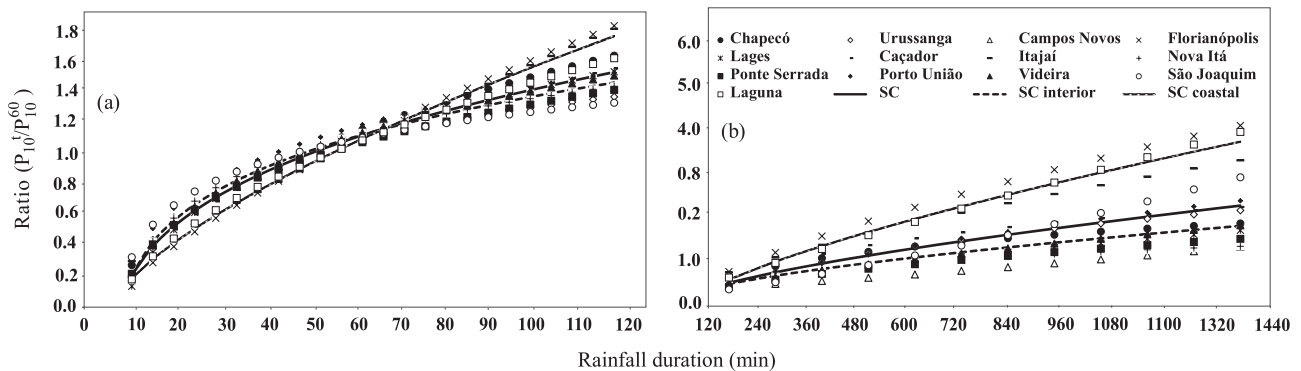 1.8
1.6
1.4
1.2
1.0
0.8
0.6
0.4
0.2
0.0
(a)
Ratio (P₁₀ᵗ/P₁₀⁶⁰)
0 10 20 30 40 50 60 70 80 90 100 110 120
6.0
5.0
4.0
0.8
0.2
1.0
0.0
Chapecó Urussanga Campos Novos Florianópolis
Lages Caçador Itajaí Nova Itá
Ponte Serrada Porto União Videira São Joaquim
Laguna SC SC interior SC coastal
(b)
120 240 360 480 600 720 840 960 1080 1100 1320 1440
Rainfall duration (min)